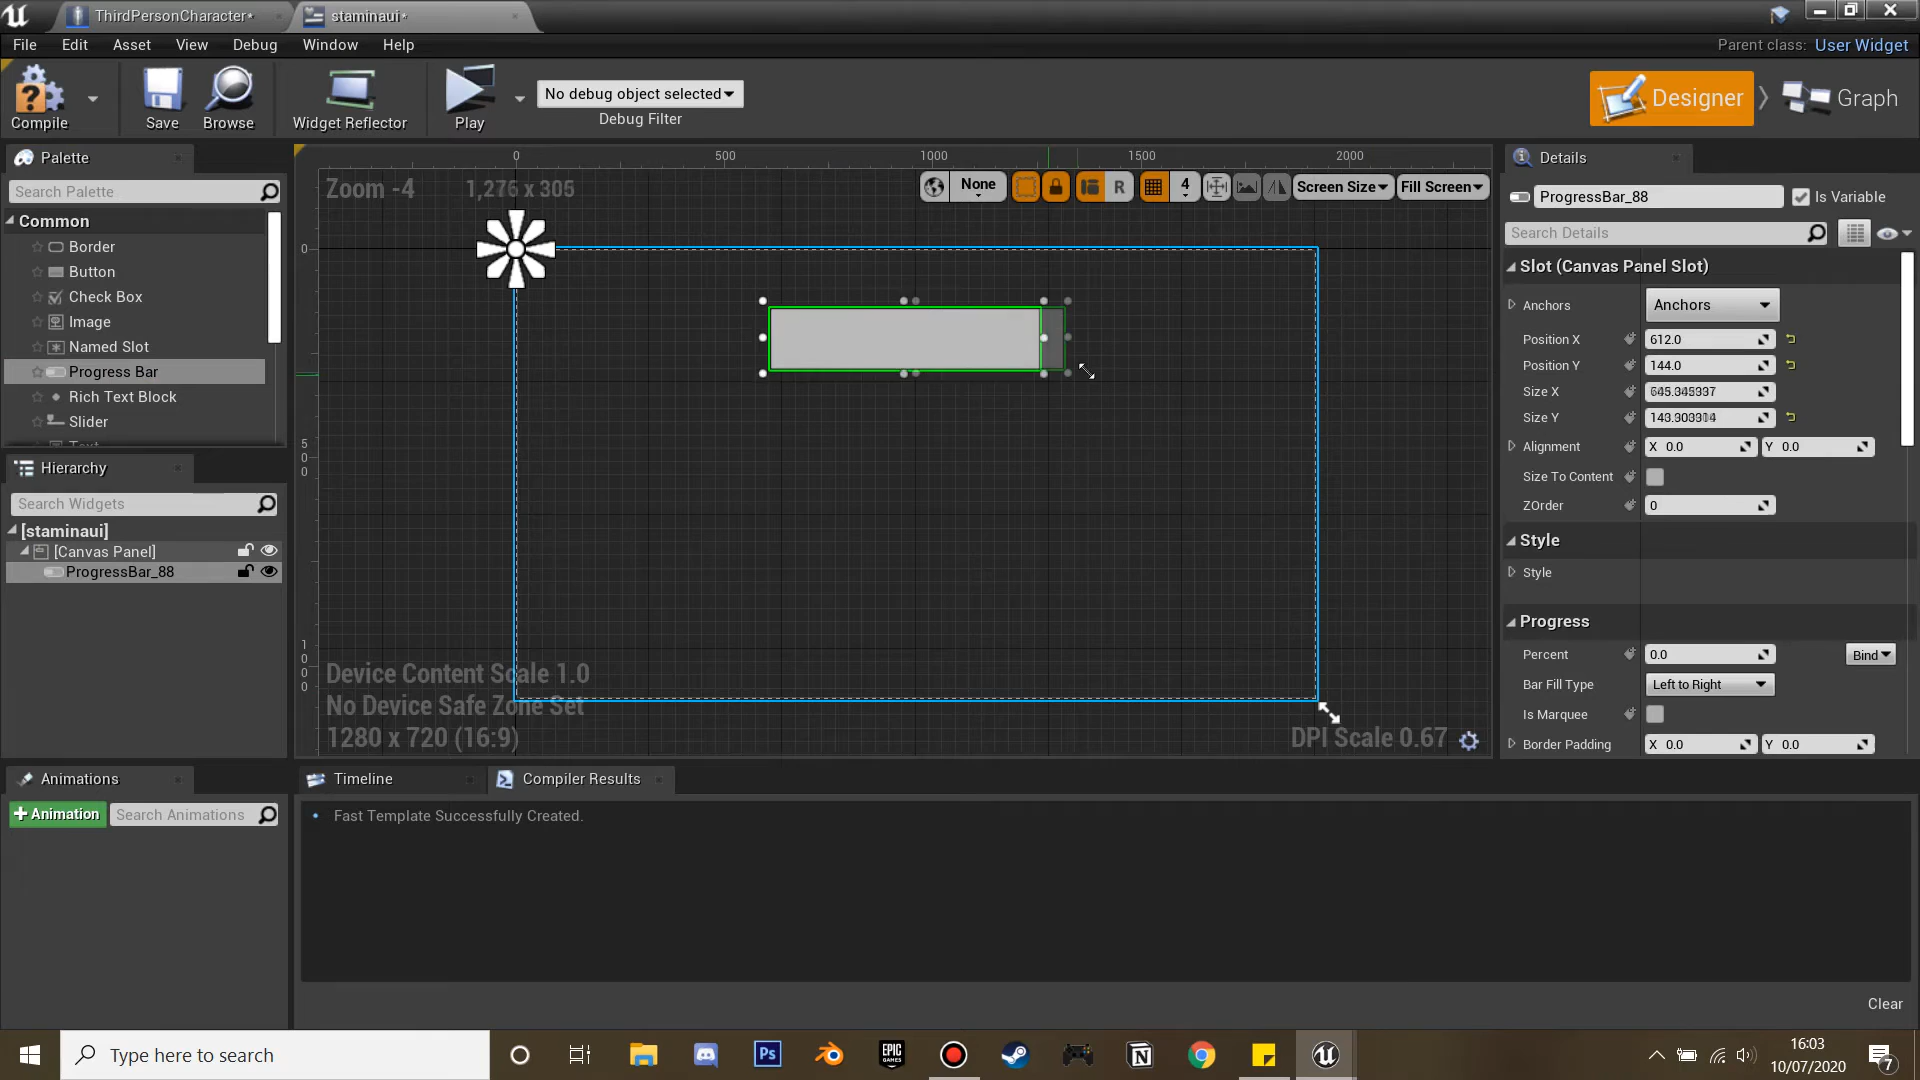 ThirdPersonCharacter*
staminaui*
File Edit Asset View Debug Window Help
Parent class: User Widget
Compile
Save
Browse
Widget Reflector
Play
No debug object selected
Debug Filter
Designer
Graph
Palette
Search Palette
Common
Border
Button
Check Box
Image
Named Slot
Progress Bar
Rich Text Block
Slider
Text
Hierarchy
Search Widgets
[staminaui]
[Canvas Panel]
ProgressBar_88
Animations
+ Animation
Search Animations
0 500 1000 1500 2000
Zoom -4
1,276 x 305
None
R
4
Screen Size
Fill Screen
0
500
1000
Device Content Scale 1.0
No Device Safe Zone Set
1280 x 720 (16:9)
DPI Scale 0.67
Timeline
Compiler Results
Fast Template Successfully Created.
Clear
Details
ProgressBar_88
Is Variable
Search Details
Slot (Canvas Panel Slot)
Anchors Anchors
Position X 612.0
Position Y 144.0
Size X
Size Y
Alignment X 0.0 Y 0.0
Size To Content
ZOrder 0
Style
Style
Progress
Percent 0.0 Bind
Bar Fill Type Left to Right
Is Marquee
Border Padding X 0.0 Y 0.0
Type here to search
Ps
EPIC GAMES
16:03
10/07/2020
7